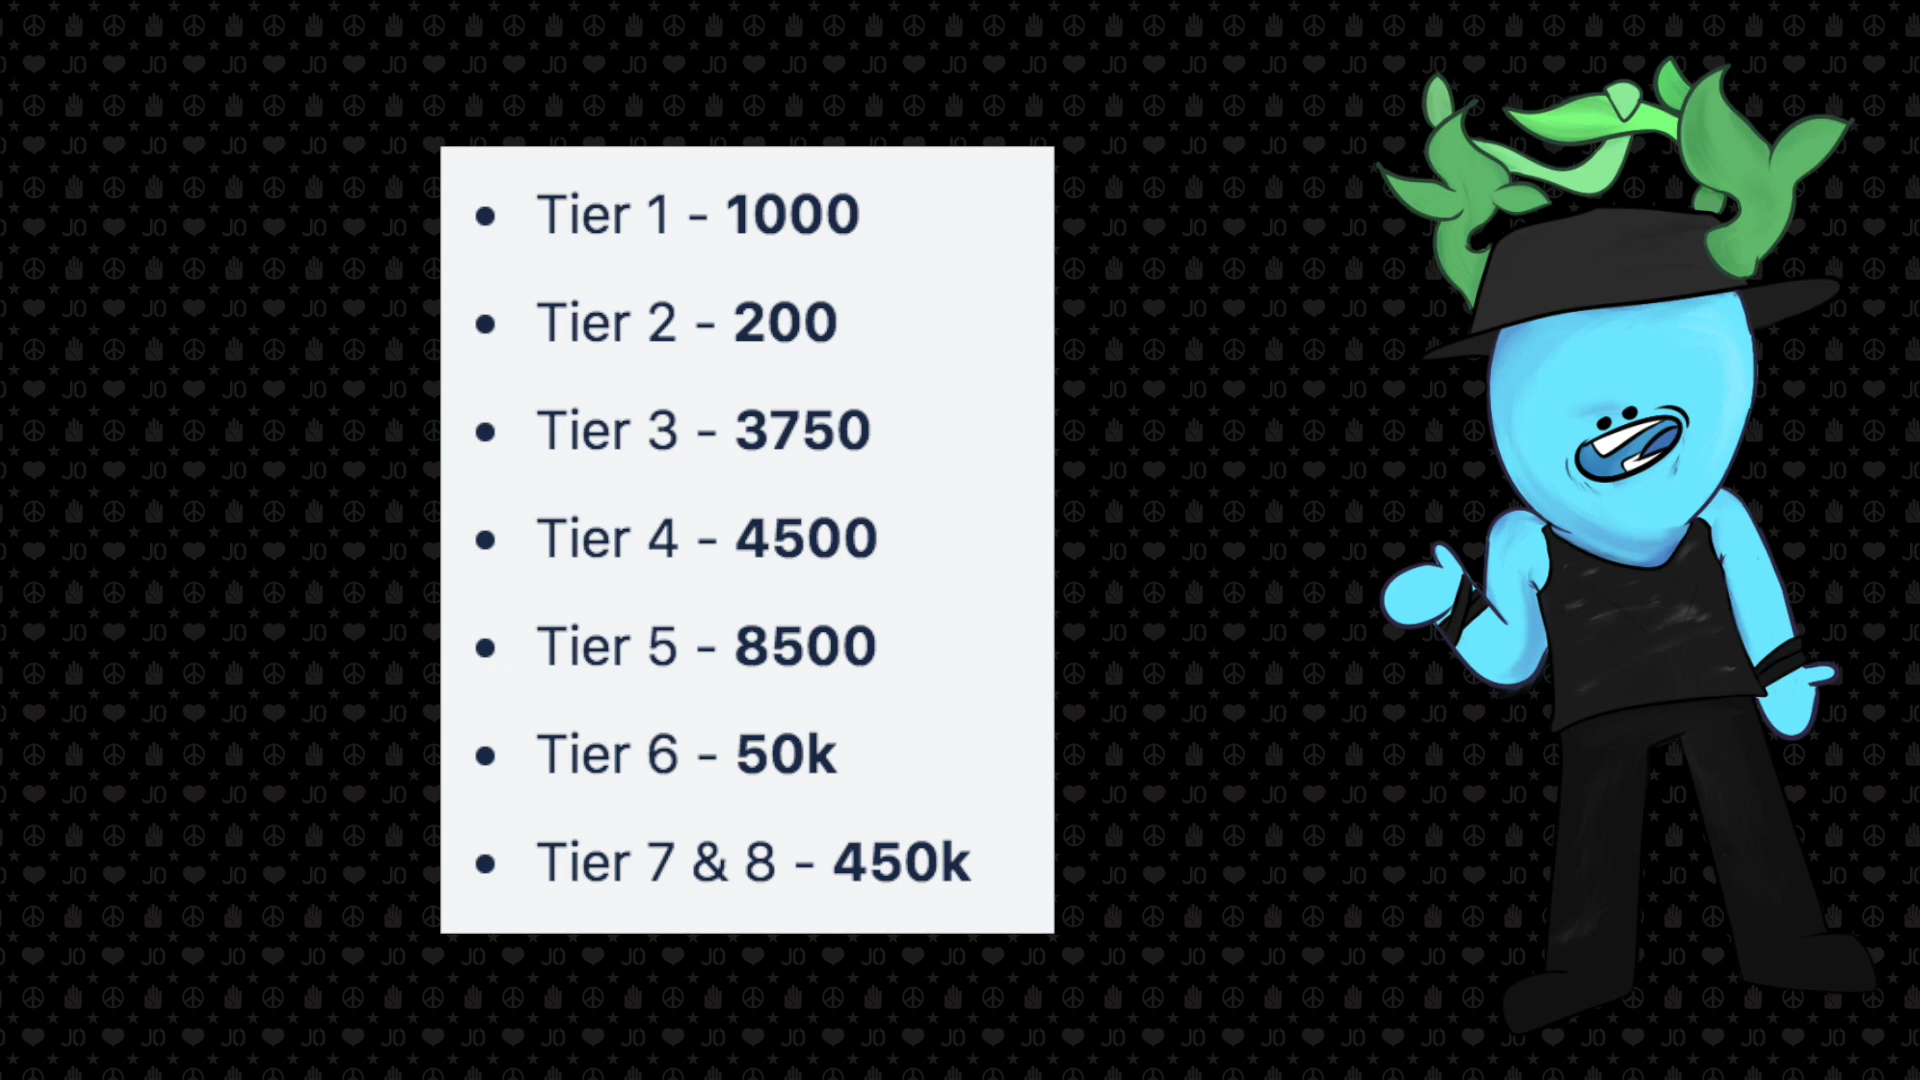 • Tier 1 - 1000
• Tier 2 - 200
• Tier 3 - 3750
• Tier 4 - 4500
• Tier 5 - 8500
• Tier 6 - 50k
• Tier 7 & 8 - 450k